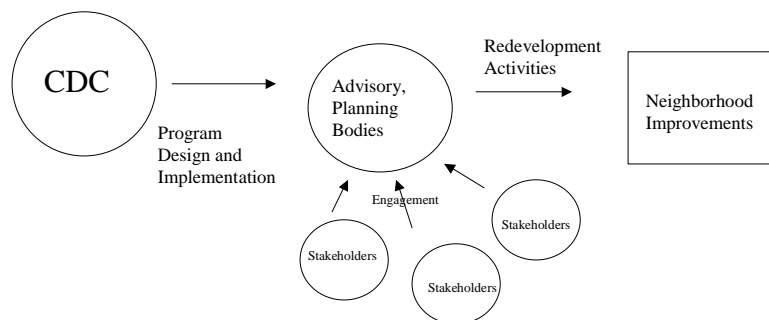 CDC
Program
Design and
Implementation
Advisory,
Planning
Bodies
Redevelopment
Activities
Neighborhood
Improvements
Engagement
Stakeholders
Stakeholders
Stakeholders